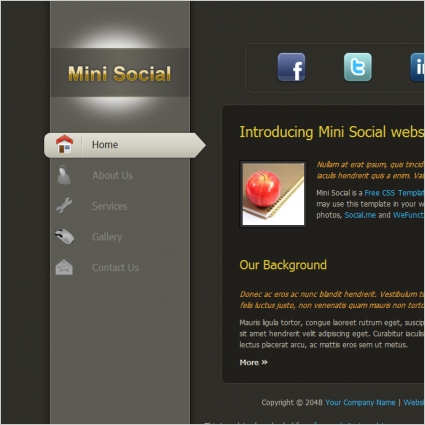 Mini Social
Home
About Us
Services
Gallery
Contact Us
f
t
in
Introducing Mini Social webs
Nullam at erat ipsum, quis tincid
iaculis hendrerit quis a enim. Val
Mini Social is a Free CSS Templat
may use this template in your w
photos, Social.me and WeFunct
Our Background
Donec ac eros ac nunc blandit hendrerit. Vestibulum t
felis luctus justo, non venenatis quam mauris non torto
Mauris ligula tortor, congue laoreet rutrum eget, suscip
sit amet hendrerit velit adipiscing eget. Curabitur iaculis
lectus placerat arcu, ac mattis eros sem ut metus.
More »
Copyright © 2048 Your Company Name | Websi